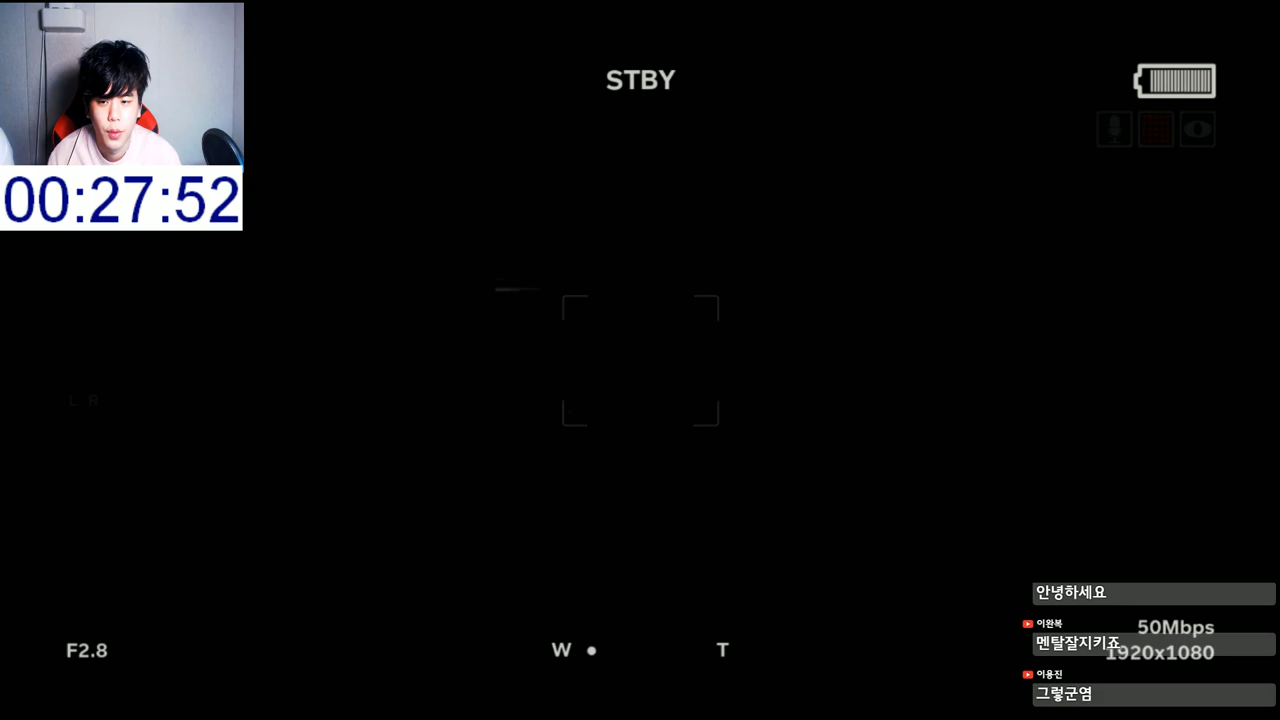 STBY
00:27:52
L R
F2.8
W
T
50Mbps
1920x1080
안녕하세요
이완복
멘탈잘지키죠
이용진
그렇군염